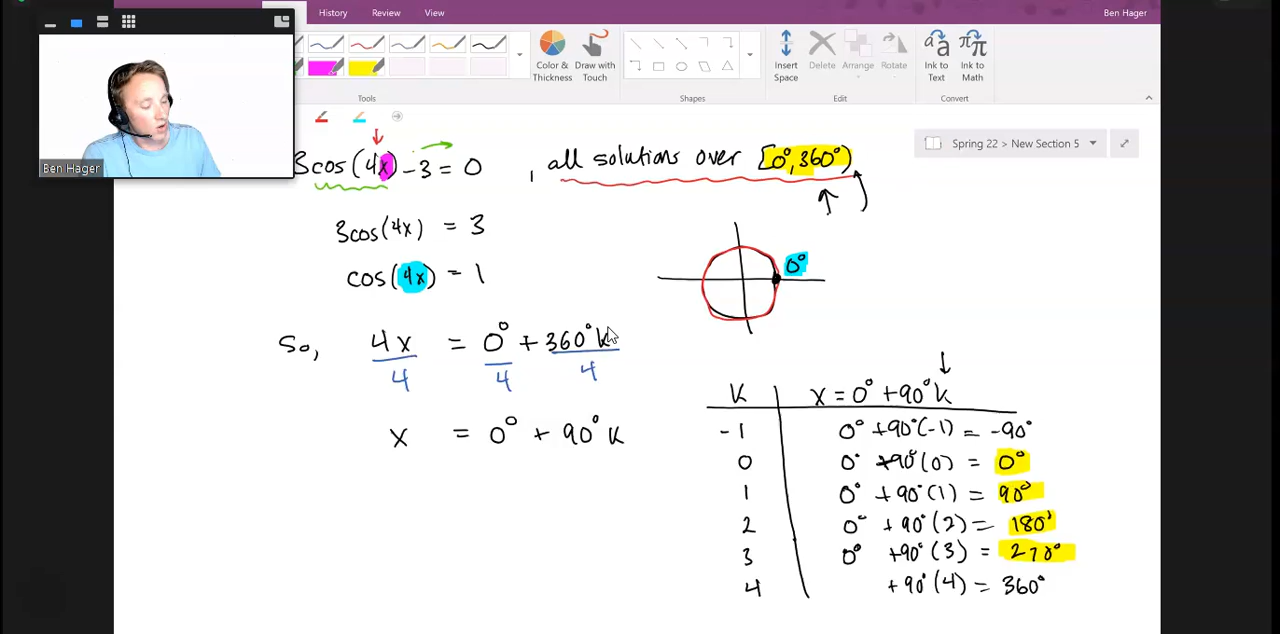 History Review View
Ben Hager
Color & Thickness
Draw with Touch
Insert Space
Delete
Arrange
Rotate
Ink to Text
Ink to Math
Tools
Shapes
Edit
Convert
Ben Hager
Spring 22 > New Section 5
3cos(4x) - 3 = 0 , all solutions over [0°, 360°)
3cos(4x) = 3
cos(4x) = 1
0°
So, 4x = 0° + 360°k
4 4 4
x = 0° + 90°k
K x = 0° + 90°k
-1 0° + 90°(-1) = -90°
0 0° + 90°(0) = 0°
1 0° + 90°(1) = 90°
2 0° + 90°(2) = 180°
3 0° + 90°(3) = 270°
4 + 90°(4) = 360°